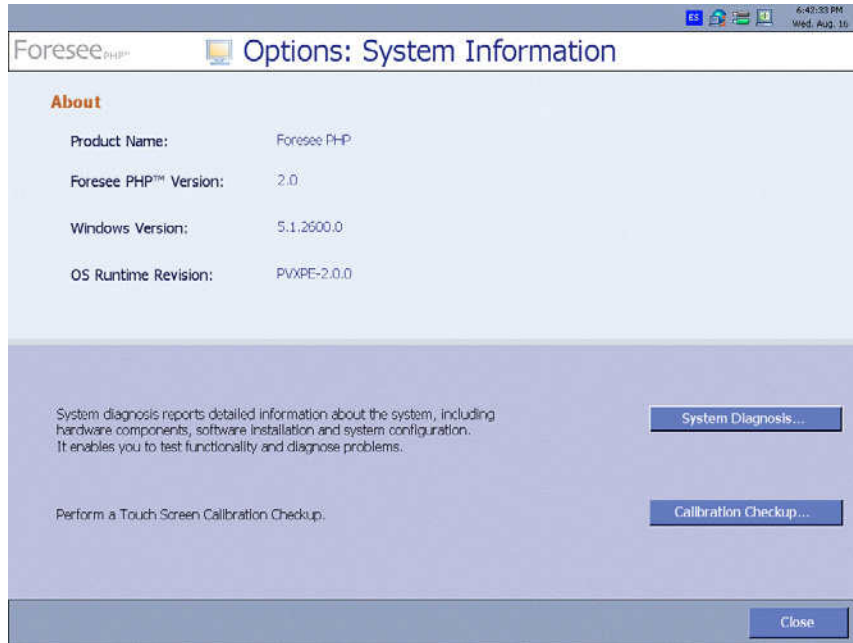 ES
6:42:33 PM
Wed. Aug. 16
Foresee PHP™
Options: System Information
About
Product Name: Foresee PHP
Foresee PHP™ Version: 2.0
Windows Version: 5.1.2600.0
OS Runtime Revision: PVXPE-2.0.0
System diagnosis reports detailed information about the system, including
hardware components, software installation and system configuration.
It enables you to test functionality and diagnose problems.
System Diagnosis...
Perform a Touch Screen Calibration Checkup.
Calibration Checkup...
Close